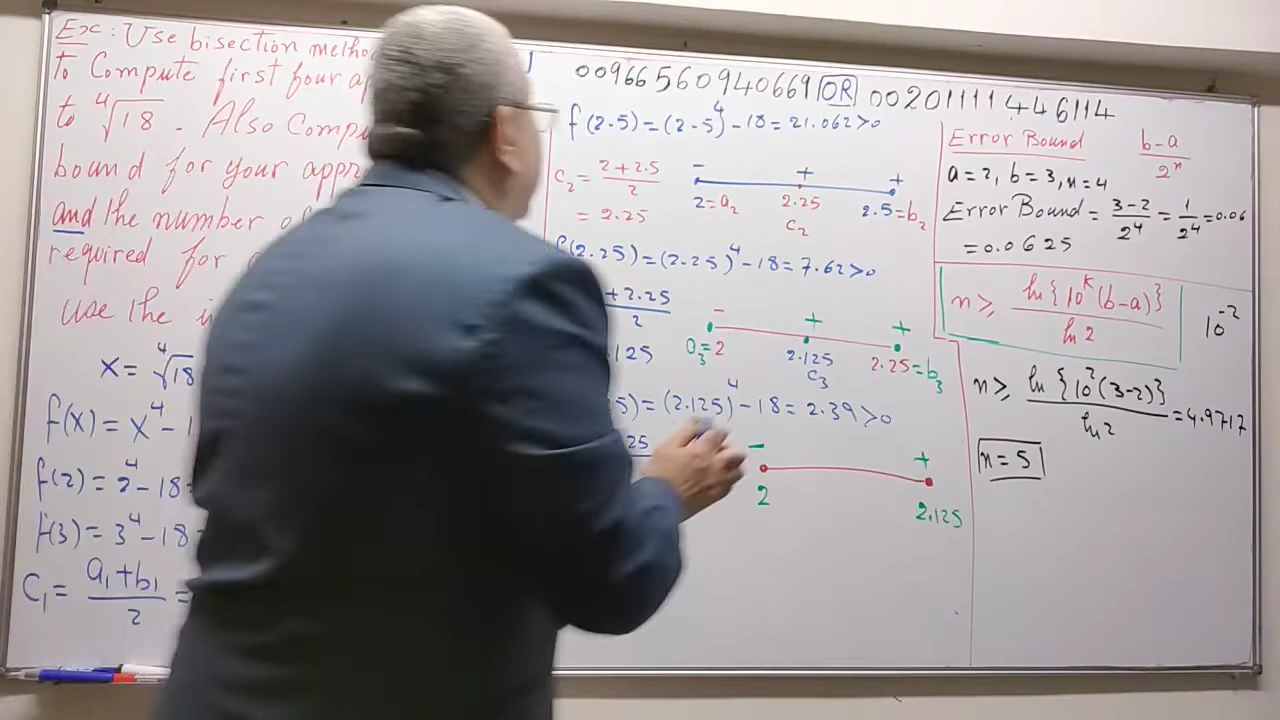 Ex: Use bisection metho
to Compute first four ap
to ⁴√18 . Also Compu
bound for your appr
and the number o
required for
Use the i
x = ⁴√18
f(x) = x⁴ - 1
f(2) = 2⁴ - 18
f(3) = 3⁴ - 18
C₁ = (a₁+b₁)/2 =
00966560940669 OR 00201111446114
f(2.5) = (2.5)⁴ - 18 = 21.062 > 0
C₂ = (2+2.5)/2
= 2.25
- + +
2 = a₂ 2.25 2.5 = b₂
C₂
f(2.25) = (2.25)⁴ - 18 = 7.62 > 0
+2.25
2
.125
- + +
a₃ = 2 2.125 2.25 = b₃
C₃
5) = (2.125)⁴ - 18 = 2.39 > 0
25
- +
2 2.125
Error Bound (b-a)/2ⁿ
a = 2, b = 3, n = 4
Error Bound = (3-2)/2⁴ = 1/2⁴ = 0.06
= 0.0625
n ≥ ln{10ᴷ(b-a)}/ln 2
10⁻²
n ≥ ln{10²(3-2)}/ln 2 = 4.9717
n = 5